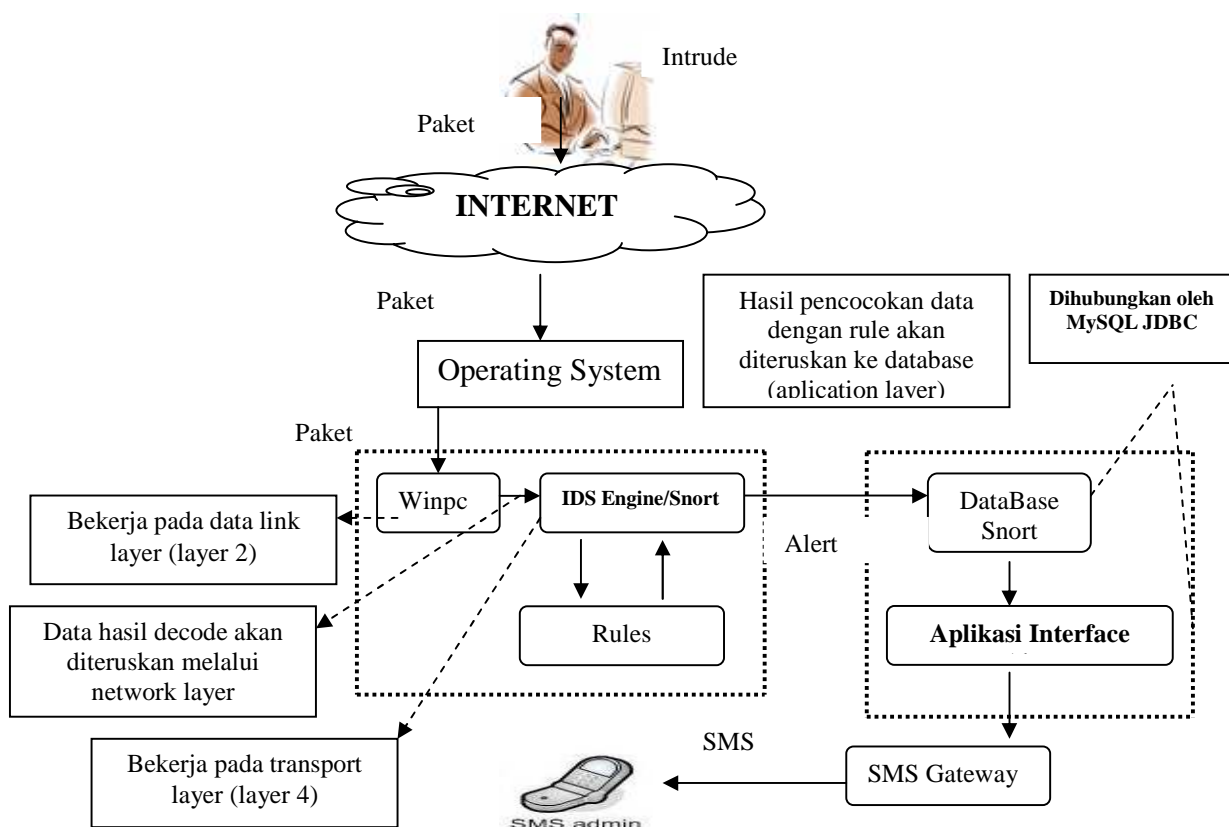 Intrude
Paket
INTERNET
Paket
Hasil pencocokan data
dengan rule akan
diteruskan ke database
(aplication layer)
Dihubungkan oleh
MySQL JDBC
Operating System
Paket
Winpc
IDS Engine/Snort
DataBase
Snort
Bekerja pada data link
layer (layer 2)
Alert
Rules
Aplikasi Interface
Data hasil decode akan
diteruskan melalui
network layer
SMS
Bekerja pada transport
layer (layer 4)
SMS Gateway
SMS admin